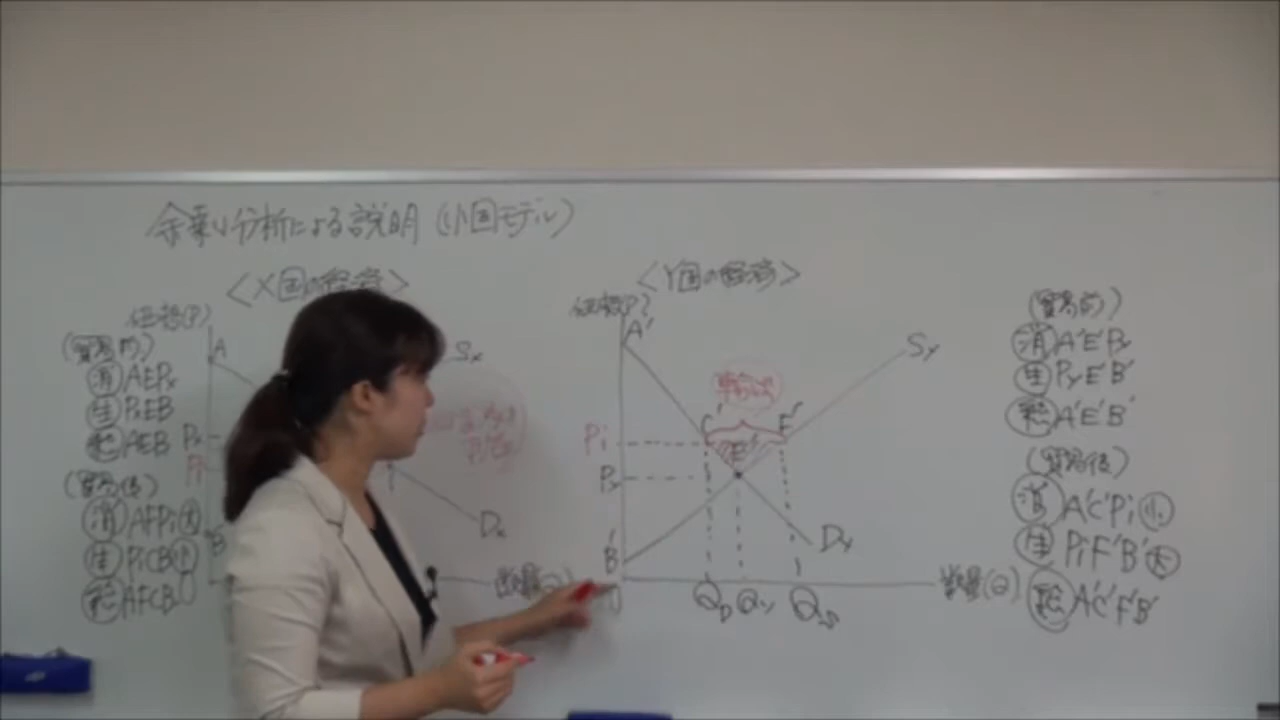 余剰分析による説明 (小国モデル)
<X国の経済>
価格(P)
A
Sx
Px
Pi
B
Dx
数量(Q)
(貿易前)
消 AEPx
生 PxEB
総 AEB
(貿易後)
消 AFPi 大
生 PiCB 小
総 AFCB
<Y国の経済>
価格(P)
A'
Sy
C'
F'
Pi
E'
Py
B'
Dy
0
QD
Qy
QS
数量(Q)
(貿易前)
消 A'E'Py
生 PyE'B'
総 A'E'B'
(貿易後)
消 A'C'Pi 小
生 PiF'B' 大
総 A'C'F'B'